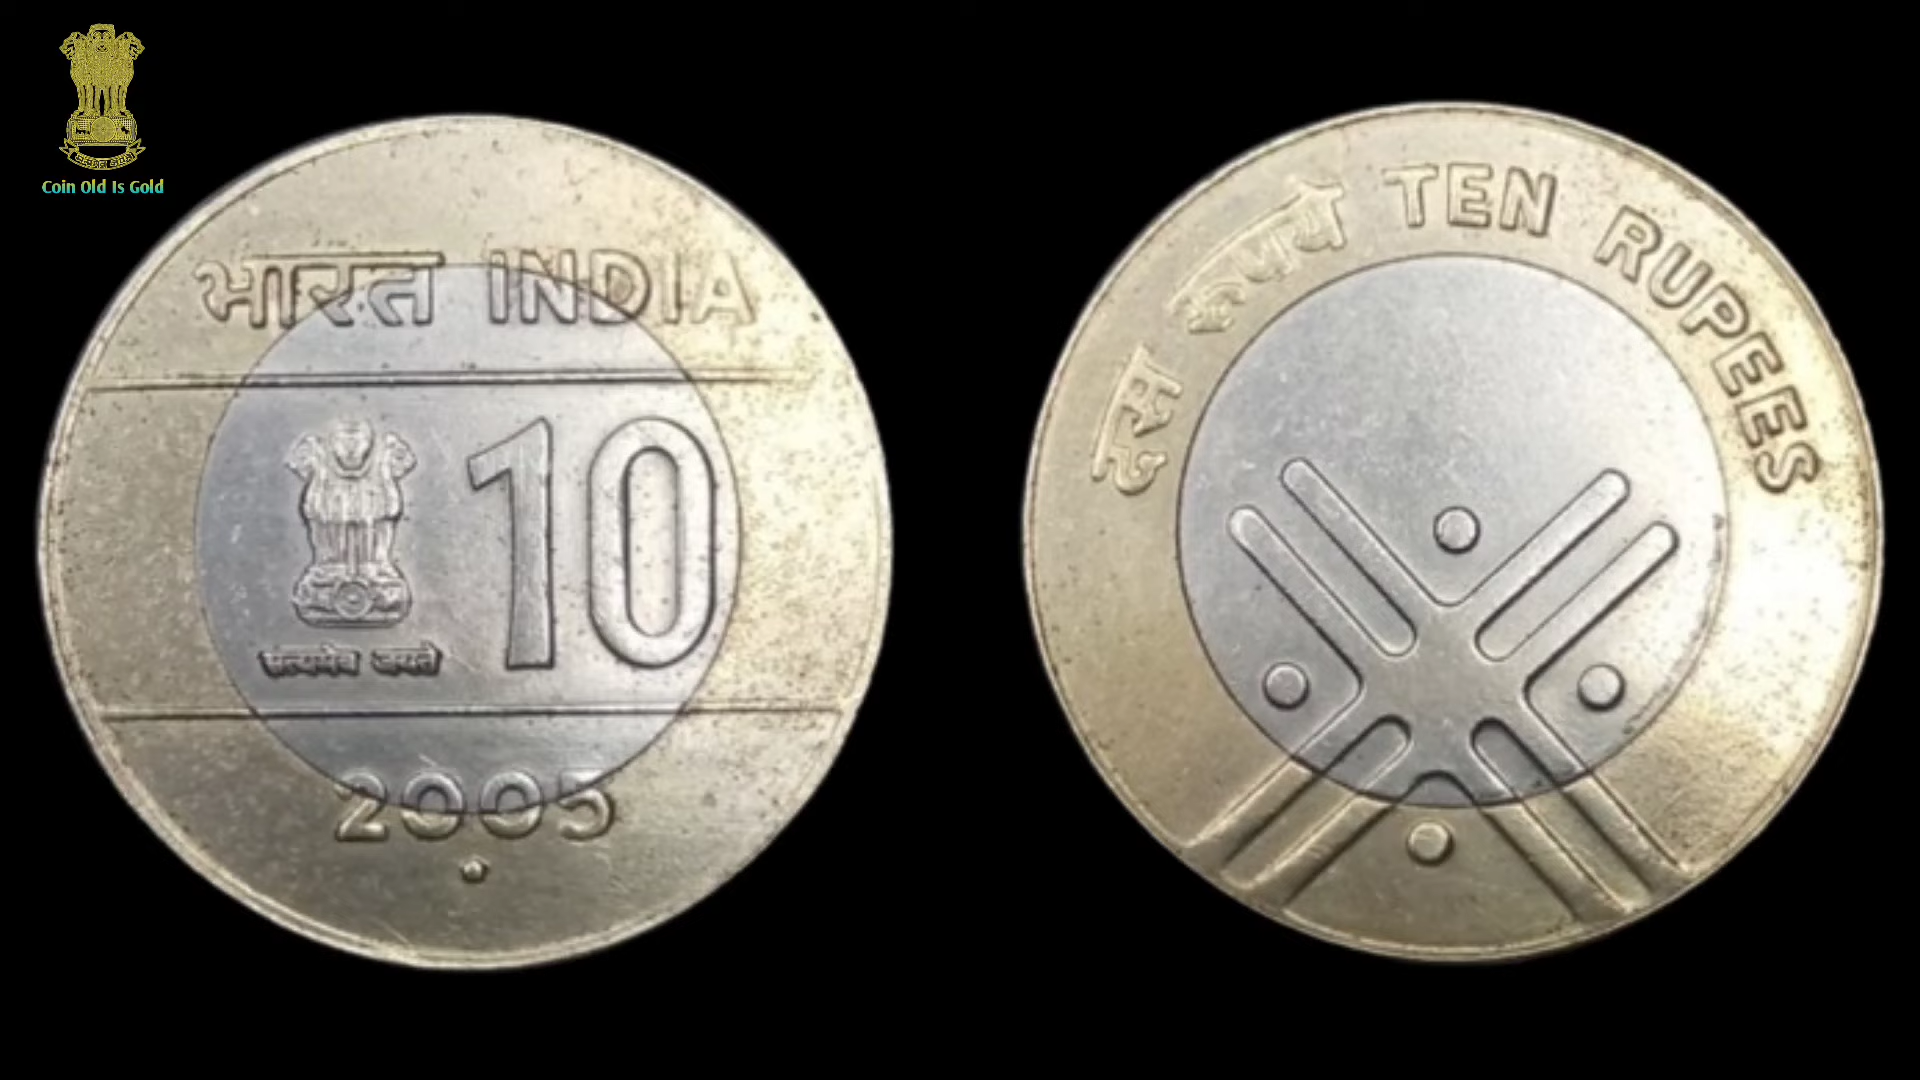 Coin Old Is Gold
भारत INDIA
10
सत्यमेव जयते
2005
दस रूपये TEN RUPEES